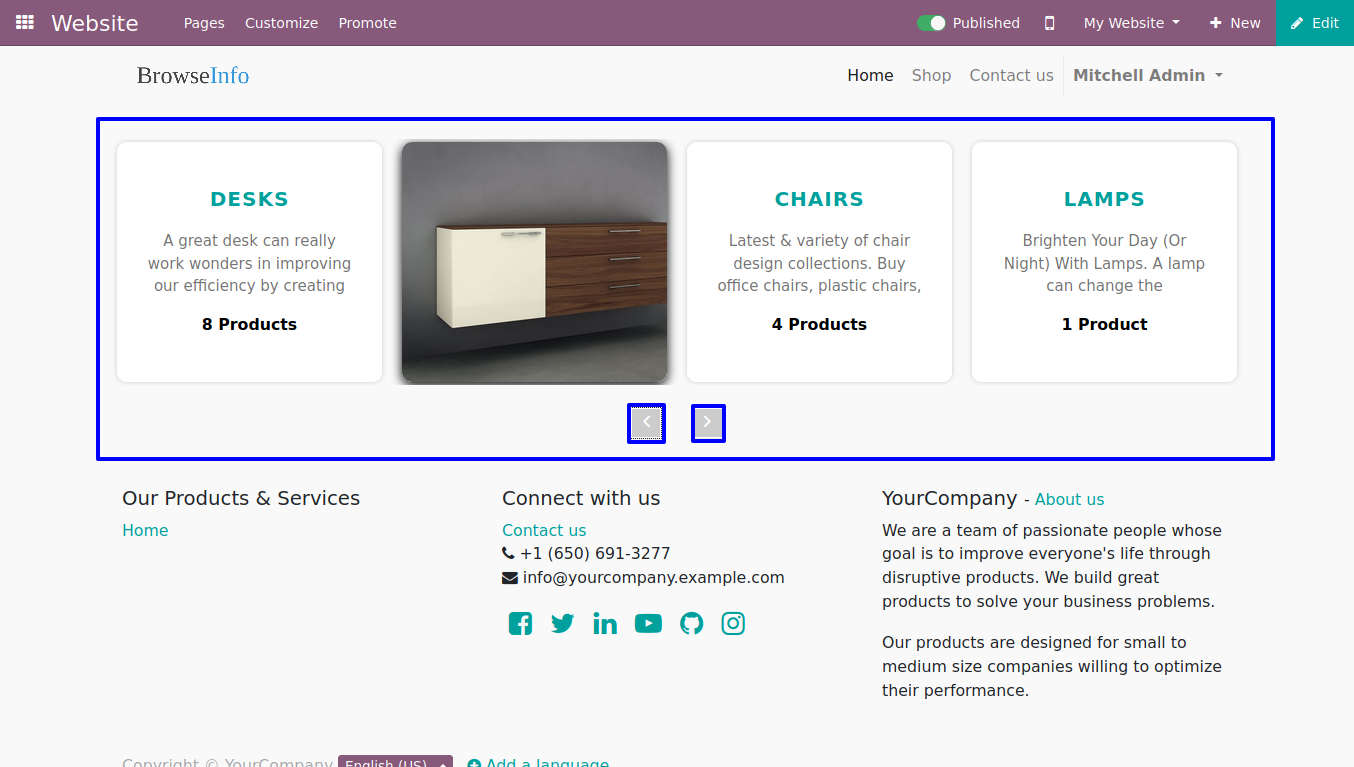 Website Pages Customize Promote Published My Website New Edit
BrowseInfo Home Shop Contact us Mitchell Admin
DESKS
A great desk can really
work wonders in improving
our efficiency by creating
8 Products
CHAIRS
Latest & variety of chair
design collections. Buy
office chairs, plastic chairs,
4 Products
LAMPS
Brighten Your Day (Or
Night) With Lamps. A lamp
can change the
1 Product
Our Products & Services
Home
Connect with us
Contact us
+1 (650) 691-3277
info@yourcompany.example.com
YourCompany - About us
We are a team of passionate people whose
goal is to improve everyone's life through
disruptive products. We build great
products to solve your business problems.
Our products are designed for small to
medium size companies willing to optimize
their performance.
Copyright © YourCompany English (US) Add a language